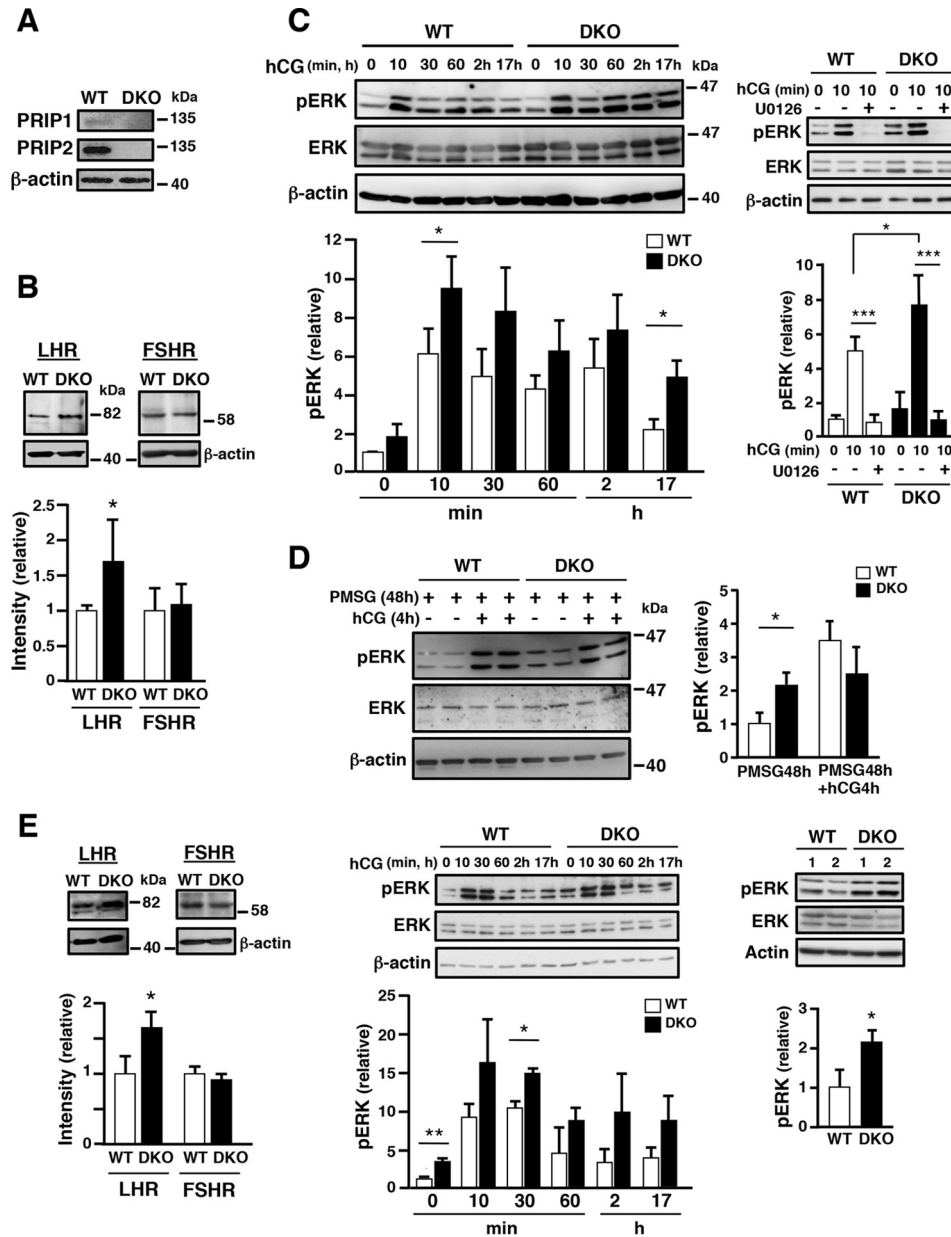 A
WT DKO kDa
PRIP1 135
PRIP2 135
β-actin 40
B
LHR FSHR
WT DKO kDa WT DKO
82 58
40 β-actin
Intensity (relative)
2.5
2
1.5
1
0.5
0
*
WT DKO WT DKO
LHR FSHR
C
WT DKO
hCG (min, h) 0 10 30 60 2h 17h 0 10 30 60 2h 17h kDa
pERK 47
ERK 47
β-actin 40
WT
DKO
pERK (relative)
12
10
8
6
4
2
0
* *
0 10 30 60 2 17
min h
WT DKO
hCG (min) 0 10 10 0 10 10
U0126 - - + - - +
pERK
ERK
β-actin
pERK (relative)
10
8
6
4
2
0
*
*** ***
hCG (min) 0 10 10 0 10 10
U0126 - - + - - +
WT DKO
D
WT DKO
PMSG (48h) + + + + + + + +
hCG (4h) - - + + - - + + kDa
pERK 47
ERK 47
β-actin 40
WT
DKO
pERK (relative)
5
4
3
2
1
0
*
PMSG48h PMSG48h
+hCG4h
E
LHR FSHR
WT DKO kDa WT DKO
82 58
40 β-actin
Intensity (relative)
2
1
0
*
WT DKO WT DKO
LHR FSHR
WT DKO
hCG (min, h) 0 10 30 60 2h 17h 0 10 30 60 2h 17h
pERK
ERK
β-actin
WT
DKO
pERK (relative)
25
20
15
10
5
0
** *
0 10 30 60 2 17
min h
WT DKO
1 2 1 2
pERK
ERK
Actin
pERK (relative)
3
2
1
0
*
WT DKO